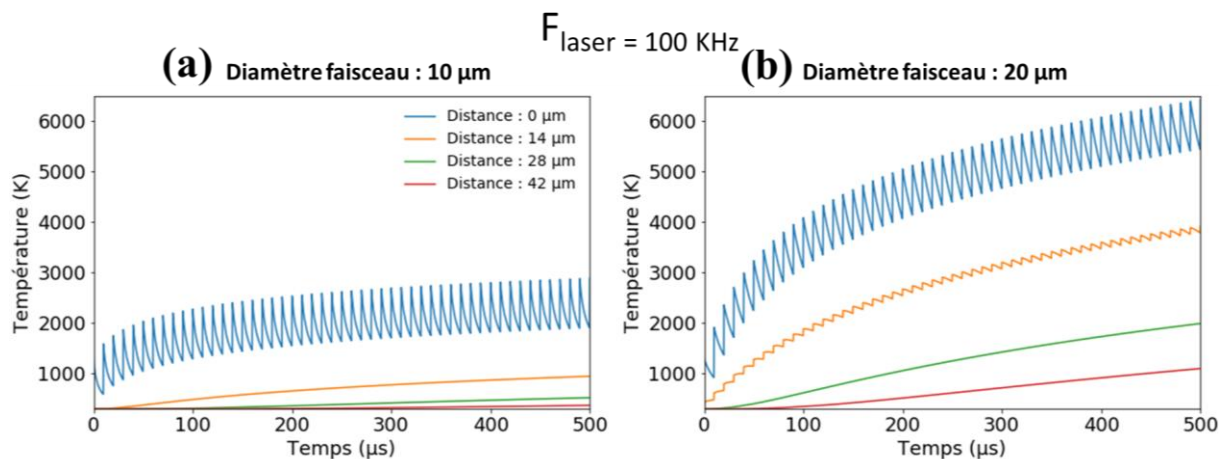 F laser = 100 KHz
(a) Diamètre faisceau : 10 µm
(b) Diamètre faisceau : 20 µm
Température (K)
6000
5000
4000
3000
2000
1000
Distance : 0 µm
Distance : 14 µm
Distance : 28 µm
Distance : 42 µm
0 100 200 300 400 500
Temps (µs)
Température (K)
6000
5000
4000
3000
2000
1000
0 100 200 300 400 500
Temps (µs)